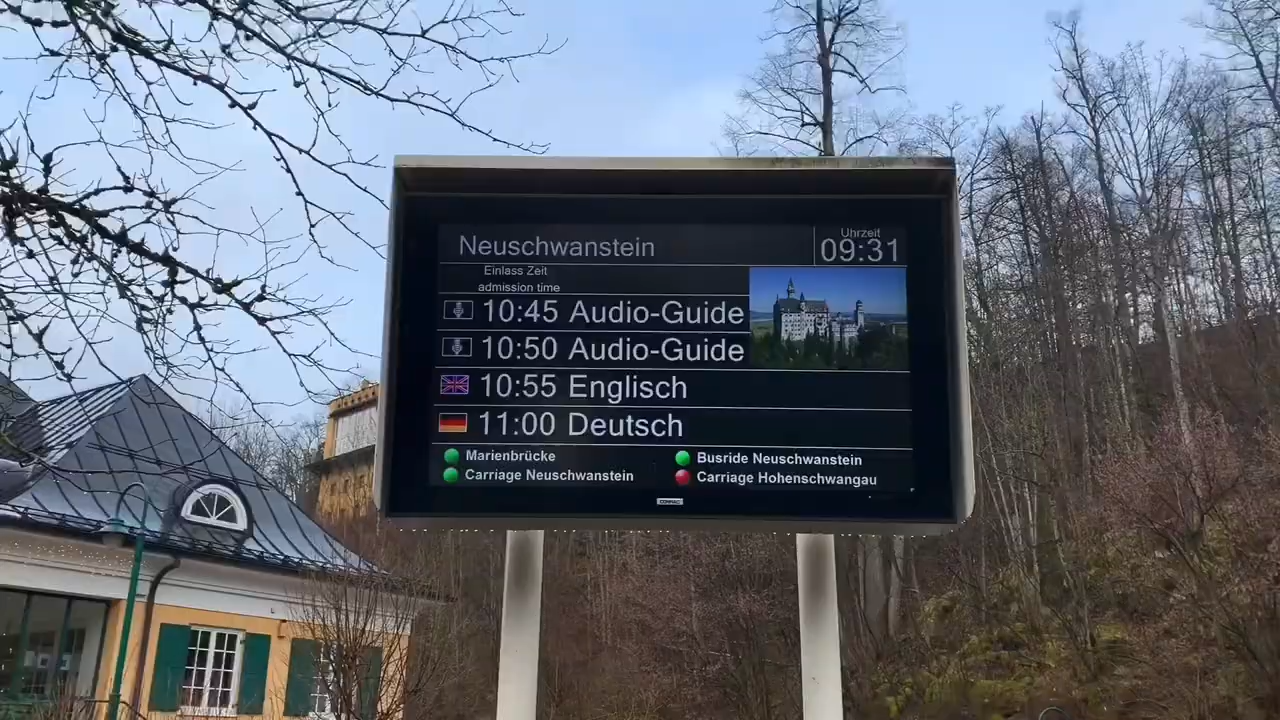 Neuschwanstein
Uhrzeit
09:31
Einlass Zeit
admission time
10:45 Audio-Guide
10:50 Audio-Guide
10:55 Englisch
11:00 Deutsch
Marienbrücke
Busride Neuschwanstein
Carriage Neuschwanstein
Carriage Hohenschwangau
CONRAC